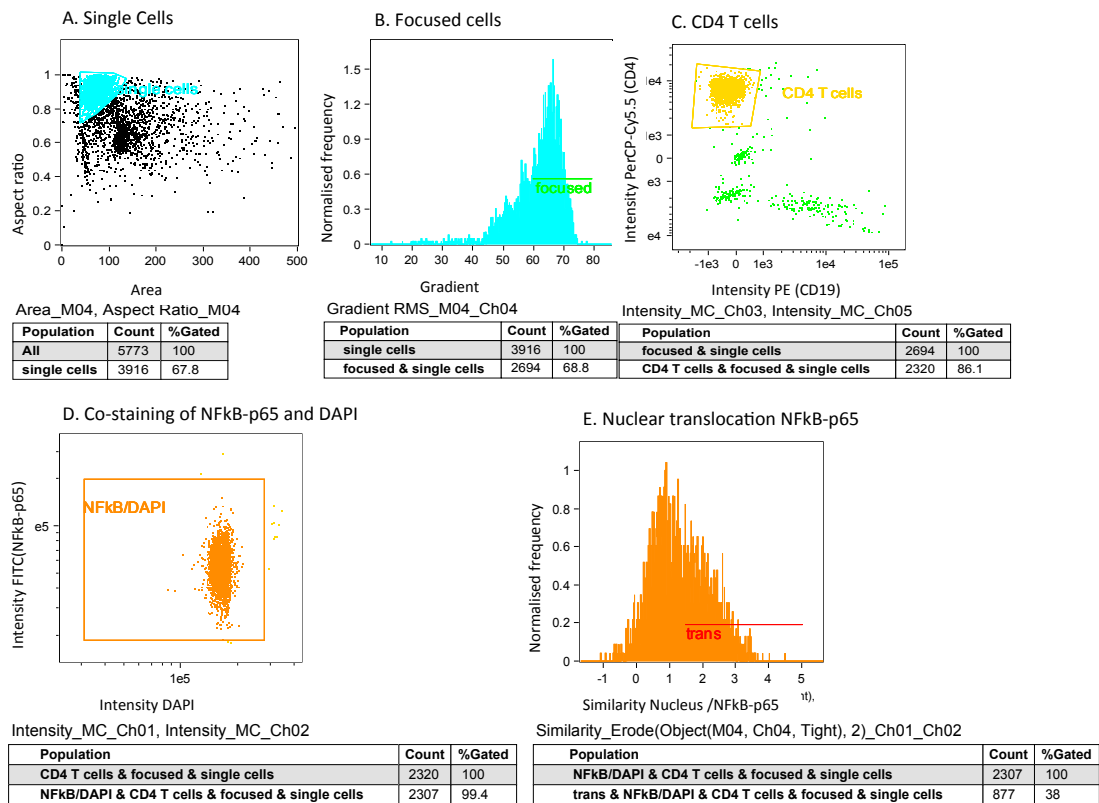 A. Single Cells
1
0.8
0.6
0.4
0.2
0
0 100 200 300 400 500
Aspect ratio
single cells
Area
Area_M04, Aspect Ratio_M04
Population Count %Gated
All 5773 100
single cells 3916 67.8
B. Focused cells
1.5
1.2
0.9
0.6
0.3
0
10 20 30 40 50 60 70 80
Normalised frequency
focused
Gradient
Gradient RMS_M04_Ch04
Population Count %Gated
single cells 3916 100
focused & single cells 2694 68.8
C. CD4 T cells
e4
e3
0
e3
e4
-1e3 0 1e3 1e4 1e5
Intensity PerCP-Cy5.5 (CD4)
CD4 T cells
Intensity PE (CD19)
Intensity_MC_Ch03, Intensity_MC_Ch05
Population Count %Gated
focused & single cells 2694 100
CD4 T cells & focused & single cells 2320 86.1
D. Co-staining of NFkB-p65 and DAPI
Intensity FITC(NFkB-p65)
NFkB/DAPI
e5
1e5
Intensity DAPI
Intensity_MC_Ch01, Intensity_MC_Ch02
Population Count %Gated
CD4 T cells & focused & single cells 2320 100
NFkB/DAPI & CD4 T cells & focused & single cells 2307 99.4
E. Nuclear translocation NFkB-p65
1
0.8
0.6
0.4
0.2
0
-1 0 1 2 3 4 5
Normalised frequency
trans
Similarity Nucleus /NFkB-p65
Similarity_Erode(Object(M04, Ch04, Tight), 2)_Ch01_Ch02
Population Count %Gated
NFkB/DAPI & CD4 T cells & focused & single cells 2307 100
trans & NFkB/DAPI & CD4 T cells & focused & single cells 877 38